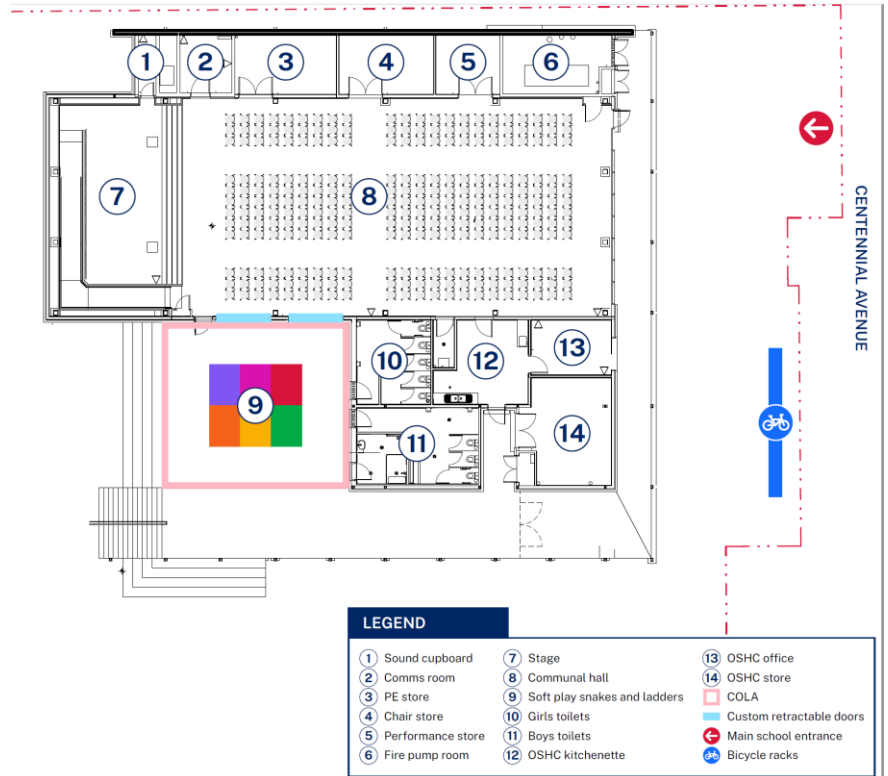 1
2
3
4
5
6
7
8
9
10
11
12
13
14
CENTENNIAL AVENUE
LEGEND
1 Sound cupboard
2 Comms room
3 PE store
4 Chair store
5 Performance store
6 Fire pump room
7 Stage
8 Communal hall
9 Soft play snakes and ladders
10 Girls toilets
11 Boys toilets
12 OSHC kitchenette
13 OSHC office
14 OSHC store
COLA
Custom retractable doors
Main school entrance
Bicycle racks